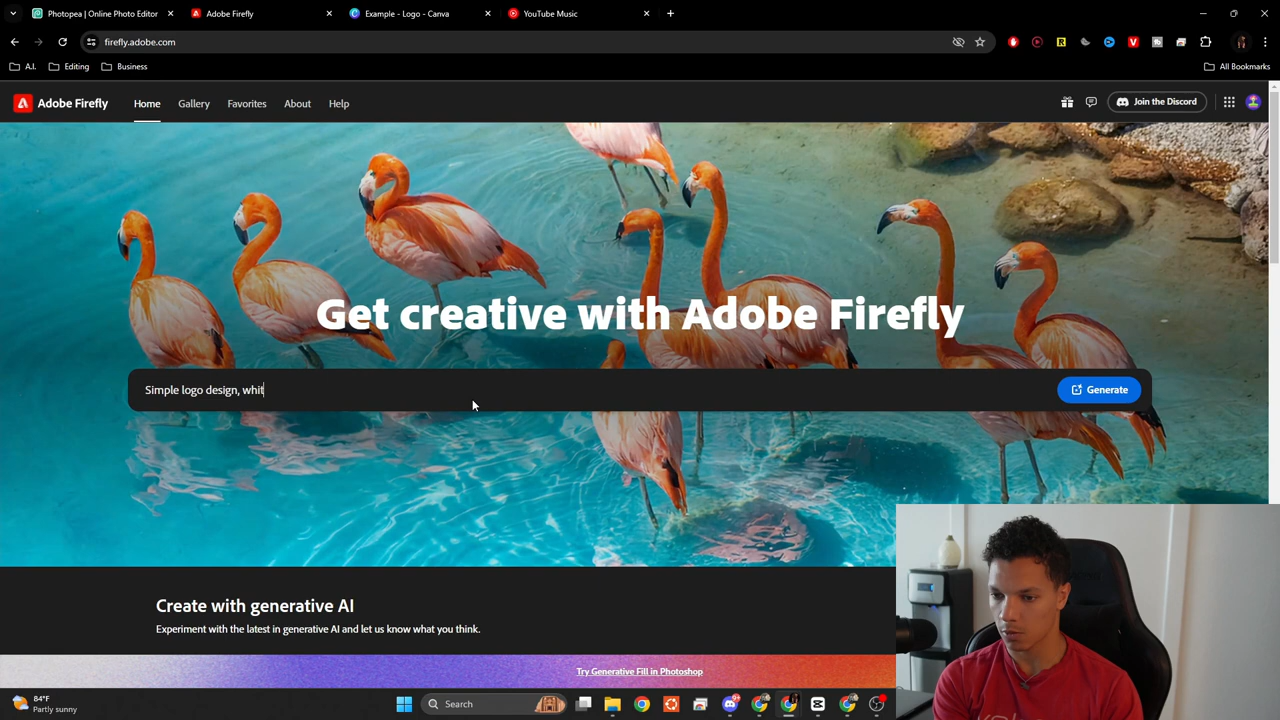 Photopea | Online Photo Editor
Adobe Firefly
Example - Logo - Canva
YouTube Music
firefly.adobe.com
A.I.
Editing
Business
All Bookmarks
Adobe Firefly
Home
Gallery
Favorites
About
Help
Join the Discord
Get creative with Adobe Firefly
Simple logo design, whit
Generate
Create with generative AI
Experiment with the latest in generative AI and let us know what you think.
Try Generative Fill in Photoshop
84°F
Partly sunny
Search